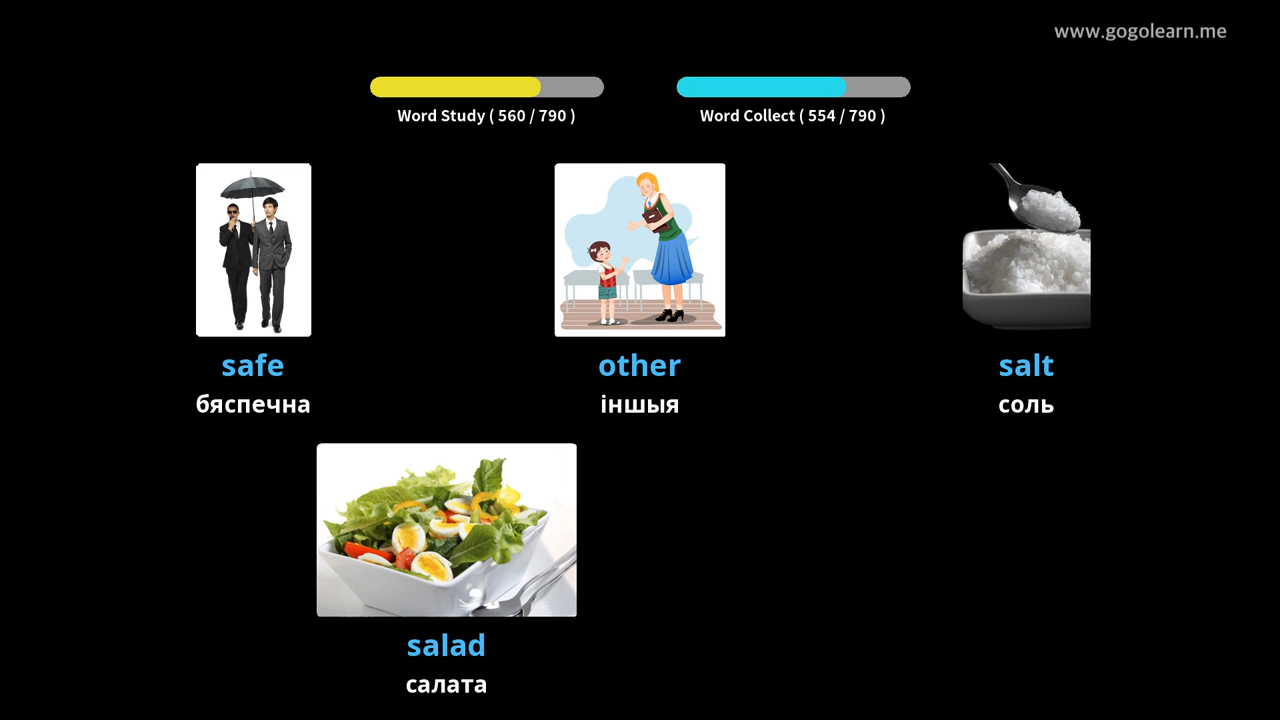 www.gogolearn.me
Word Study ( 560 / 790 )
Word Collect ( 554 / 790 )
safe
бяспечна
other
іншыя
salt
соль
salad
салата